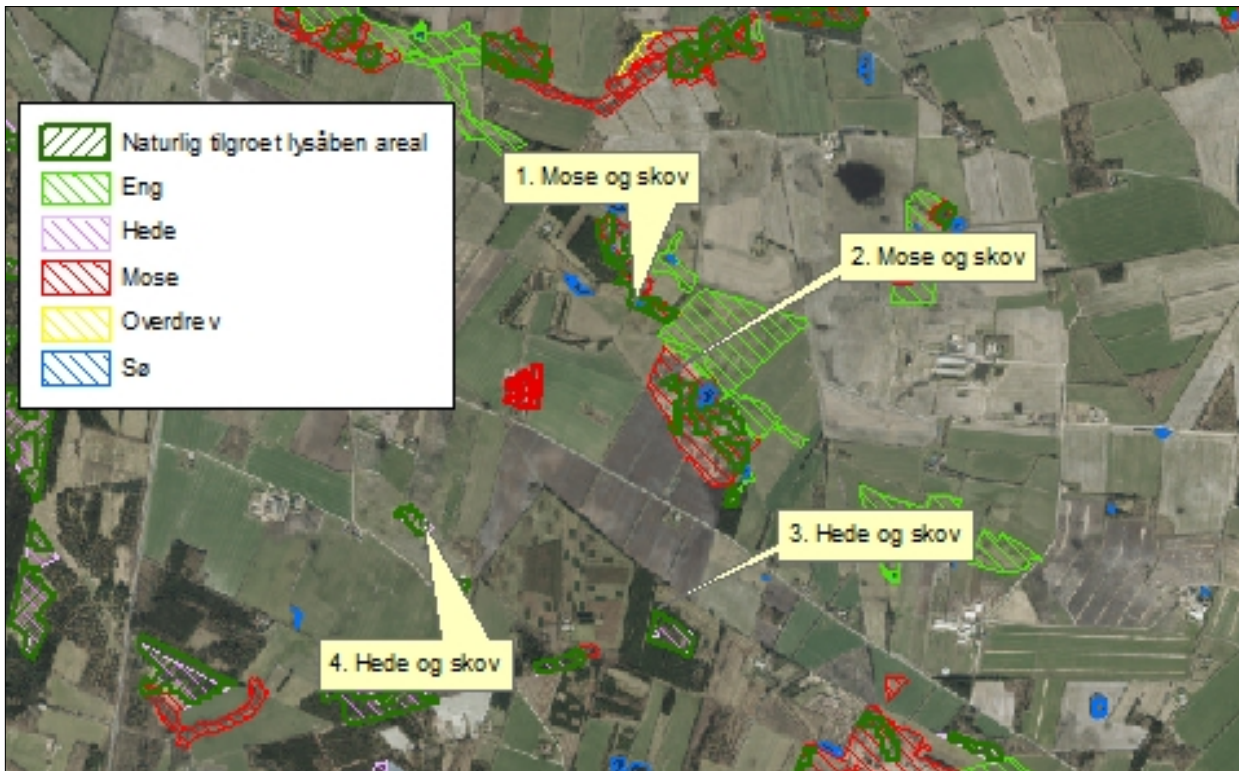 Naturlig tilgroet lysåben areal
Eng
Hede
Mose
Overdrev
Sø
1. Mose og skov
2. Mose og skov
3. Hede og skov
4. Hede og skov